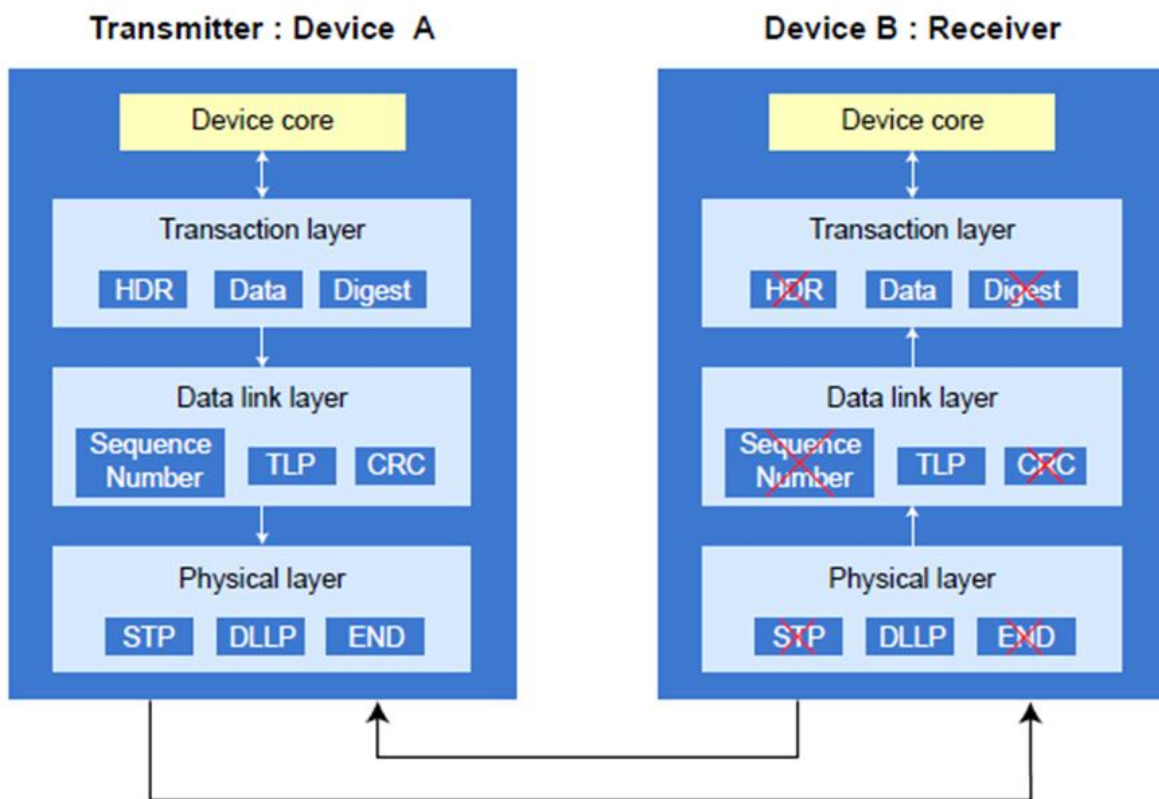 Transmitter : Device A
Device core
Transaction layer
HDR Data Digest
Data link layer
Sequence
Number
TLP CRC
Physical layer
STP DLLP END
Device B : Receiver
Device core
Transaction layer
HDR Data Digest
Data link layer
Sequence
Number
TLP CRC
Physical layer
STP DLLP END